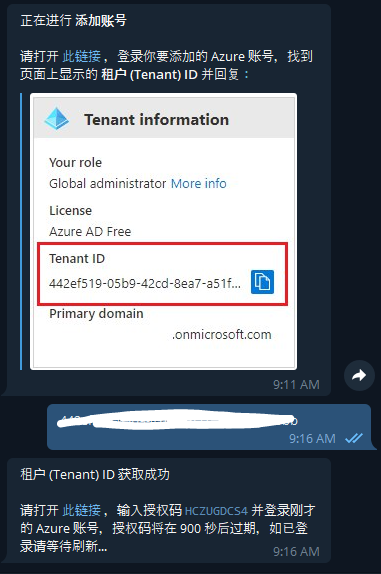 正在进行 添加账号
请打开 此链接 ，登录你要添加的 Azure 账号，找到
页面上显示的 租户 (Tenant) ID 并回复：
Tenant information
Your role
Global administrator More info
License
Azure AD Free
Tenant ID
442ef519-05b9-42cd-8ea7-a51f...
Primary domain
.onmicrosoft.com
9:11 AM
9:16 AM
租户 (Tenant) ID 获取成功
请打开 此链接 ，输入授权码 HCZUGDCS4 并登录刚才
的 Azure 账号，授权码将在 900 秒后过期，如已登
录请等待刷新...
9:16 AM